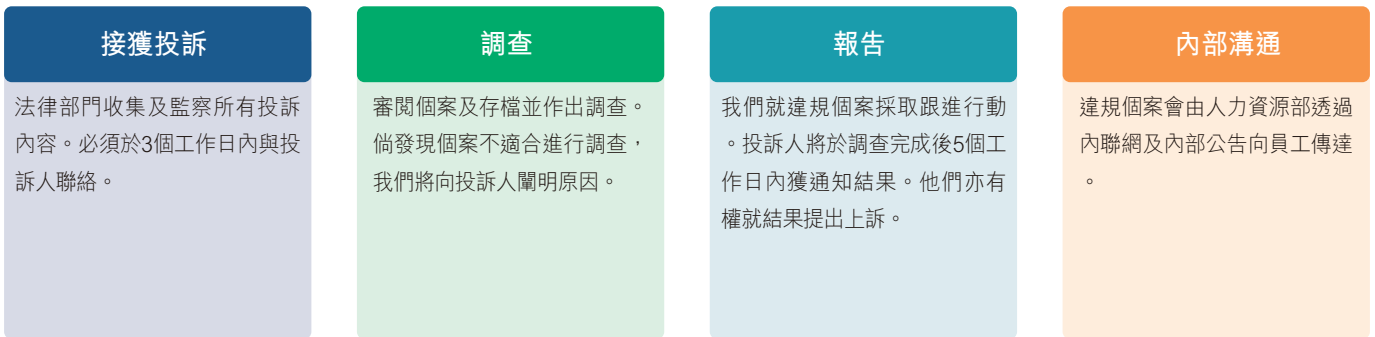 接獲投訴
法律部門收集及監察所有投訴
內容。必須於3個工作日內與投
訴人聯絡。
調查
審閱個案及存檔並作出調查。
倘發現個案不適合進行調查，
我們將向投訴人闡明原因。
報告
我們就違規個案採取跟進行動
。投訴人將於調查完成後5個工
作日內獲通知結果。他們亦有
權就結果提出上訴。
內部溝通
違規個案會由人力資源部透過
內聯網及內部公告向員工傳達
。